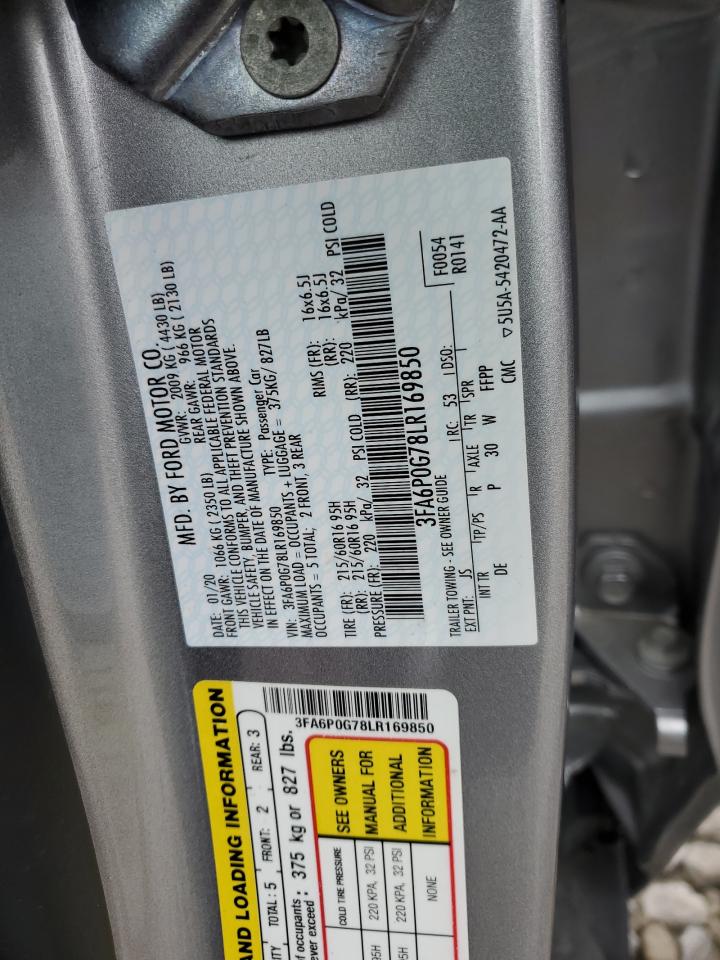 MFD. BY FORD MOTOR CO.
DATE: 01/20 GVWR: 2009 KG ( 4430 LB)
FRONT GAWR: 1066 KG ( 2350 LB) REAR GAWR: 966 KG ( 2130 LB)
THIS VEHICLE CONFORMS TO ALL APPLICABLE FEDERAL MOTOR
VEHICLE SAFETY, BUMPER, AND THEFT PREVENTION STANDARDS
IN EFFECT ON THE DATE OF MANUFACTURE SHOWN ABOVE.
VIN: 3FA6P0G78LR169850 TYPE: Passenger Car
MAXIMUM LOAD = OCCUPANTS + LUGGAGE = 375KG/ 827LB
OCCUPANTS = 5 TOTAL; 2 FRONT, 3 REAR
TIRE (FR): 215/60R16 95H RIMS (FR): 16x6.5J
(RR): 215/60R16 95H (RR): 16x6.5J
PRESSURE (FR): 220 kPa/ 32 PSI COLD (RR): 220 kPa/ 32 PSI COLD
3FA6P0G78LR169850
F0054
R0141
TRAILER TOWING - SEE OWNER GUIDE RC: 53 DSO:
EXT PNT: JS
INT TR TP/PS R AXLE TR SPR
DE P 30 W FFPP
CMC ▽5U5A-5420472-AA
AND LOADING INFORMATION
TOTAL : 5 FRONT: 2 REAR: 3
f occupants : 375 kg or 827 lbs.
ever exceed :
3FA6P0G78LR169850
COLD TIRE PRESSURE
95H 220 KPA, 32 PSI
95H 220 KPA, 32 PSI
NONE
SEE OWNERS
MANUAL FOR
ADDITIONAL
INFORMATION